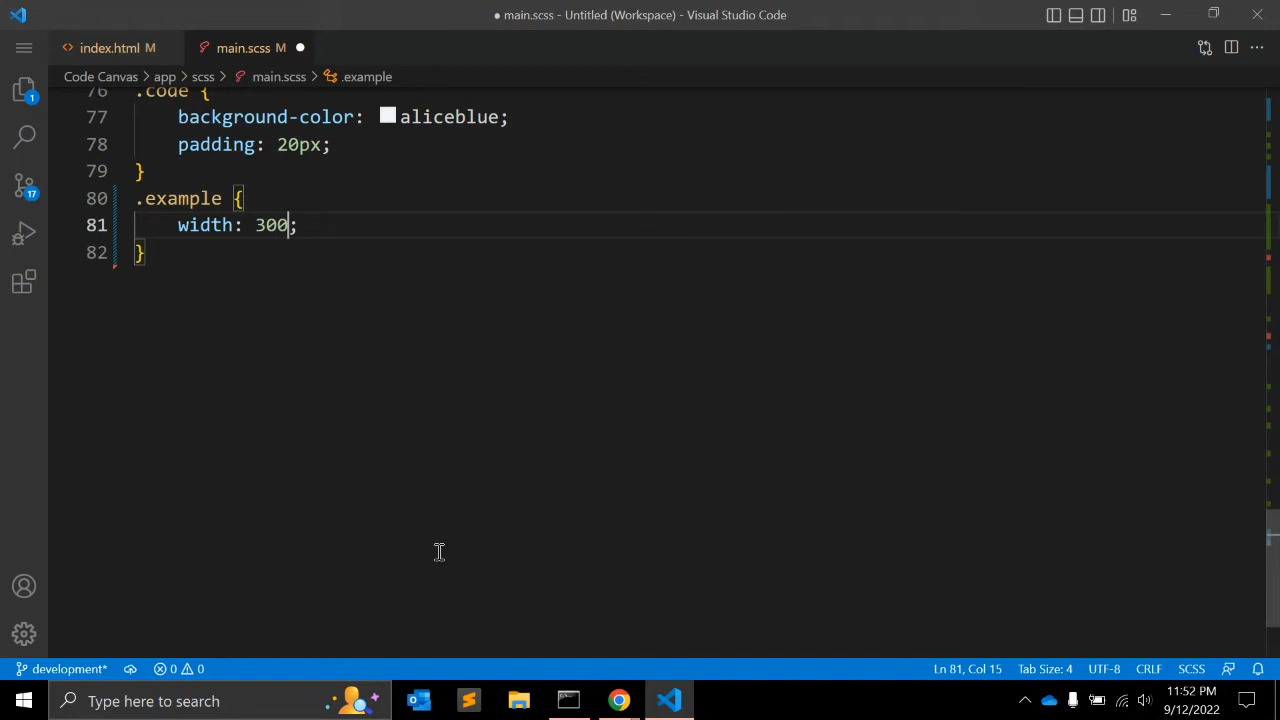 ● main.scss - Untitled (Workspace) - Visual Studio Code
index.html M
main.scss M
Code Canvas > app > scss > main.scss > .example
76 .code {
77 background-color: aliceblue;
78 padding: 20px;
79 }
80 .example {
81 width: 300;
82 }
1
17
development* 0 0 Ln 81, Col 15 Tab Size: 4 UTF-8 CRLF SCSS
Type here to search
11:52 PM
9/12/2022